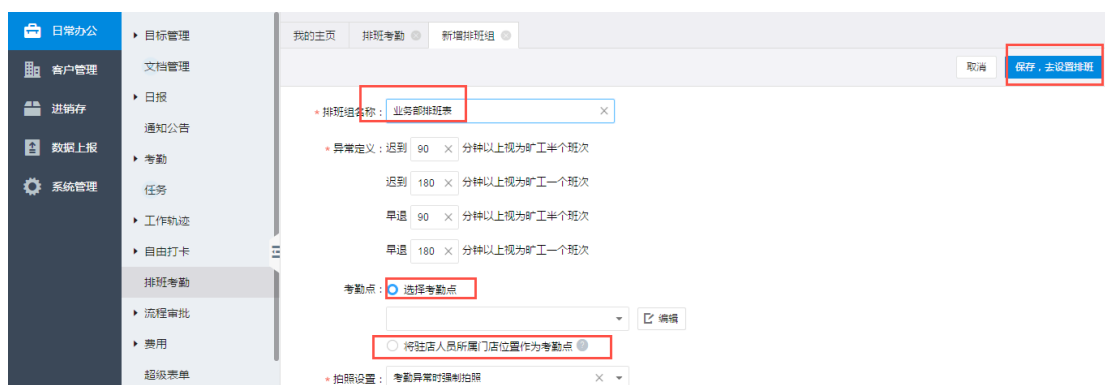 日常办公
客户管理
进销存
数据上报
系统管理
目标管理
文档管理
日报
通知公告
考勤
任务
工作轨迹
自由打卡
排班考勤
流程审批
费用
超级表单
我的主页 排班考勤 新增排班组
取消 保存，去设置排班
* 排班组名称： 业务部排班表
* 异常定义：迟到 90 分钟以上视为旷工半个班次
迟到 180 分钟以上视为旷工一个班次
早退 90 分钟以上视为旷工半个班次
早退 180 分钟以上视为旷工一个班次
考勤点： 选择考勤点
编辑
将驻店人员所属门店位置作为考勤点
* 拍照设置： 考勤异常时强制拍照